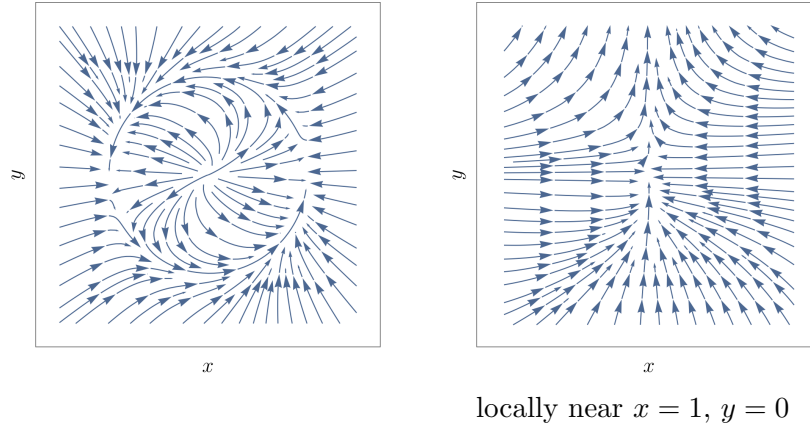 y
x
y
x
locally near x = 1, y = 0